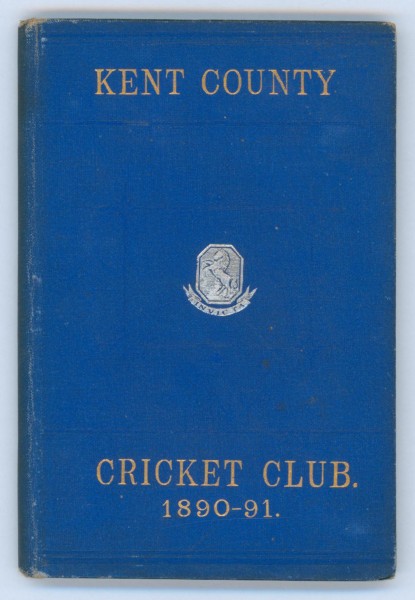 KENT COUNTY
INVICTA
CRICKET CLUB.
1890-91.